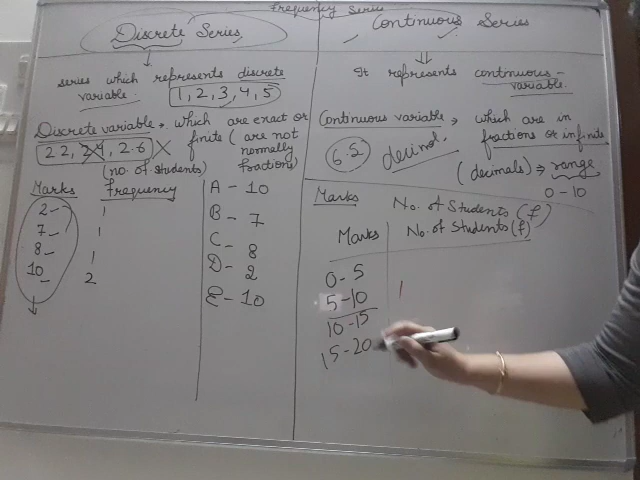 Frequency Series
Discrete Series
series which represents discrete
variable. 1, 2, 3, 4, 5
Discrete variable → which are exact or
finite (are not
normally
fractions)
2.2, 2.4, 2.6 X
(no. of students)
Marks Frequency
2 - 1
7 - 1
8 - 1
10 - 2
A - 10
B - 7
C - 8
D - 2
E - 10
Continuous Series
It represents continuous
variable.
Continuous variable → which are in
fractions or infinite
6.5 decimal.
(decimals) → range
0 - 10
Marks No. of Students (f)
Marks No. of Students (f)
0 - 5
5 - 10 1
10 - 15
15 - 20